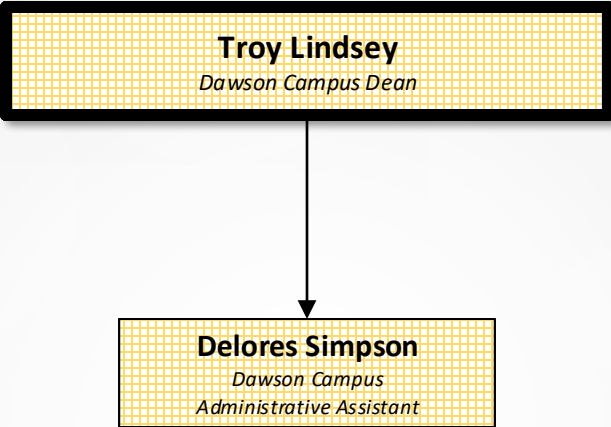 Troy Lindsey
Dawson Campus Dean
Delores Simpson
Dawson Campus
Administrative Assistant